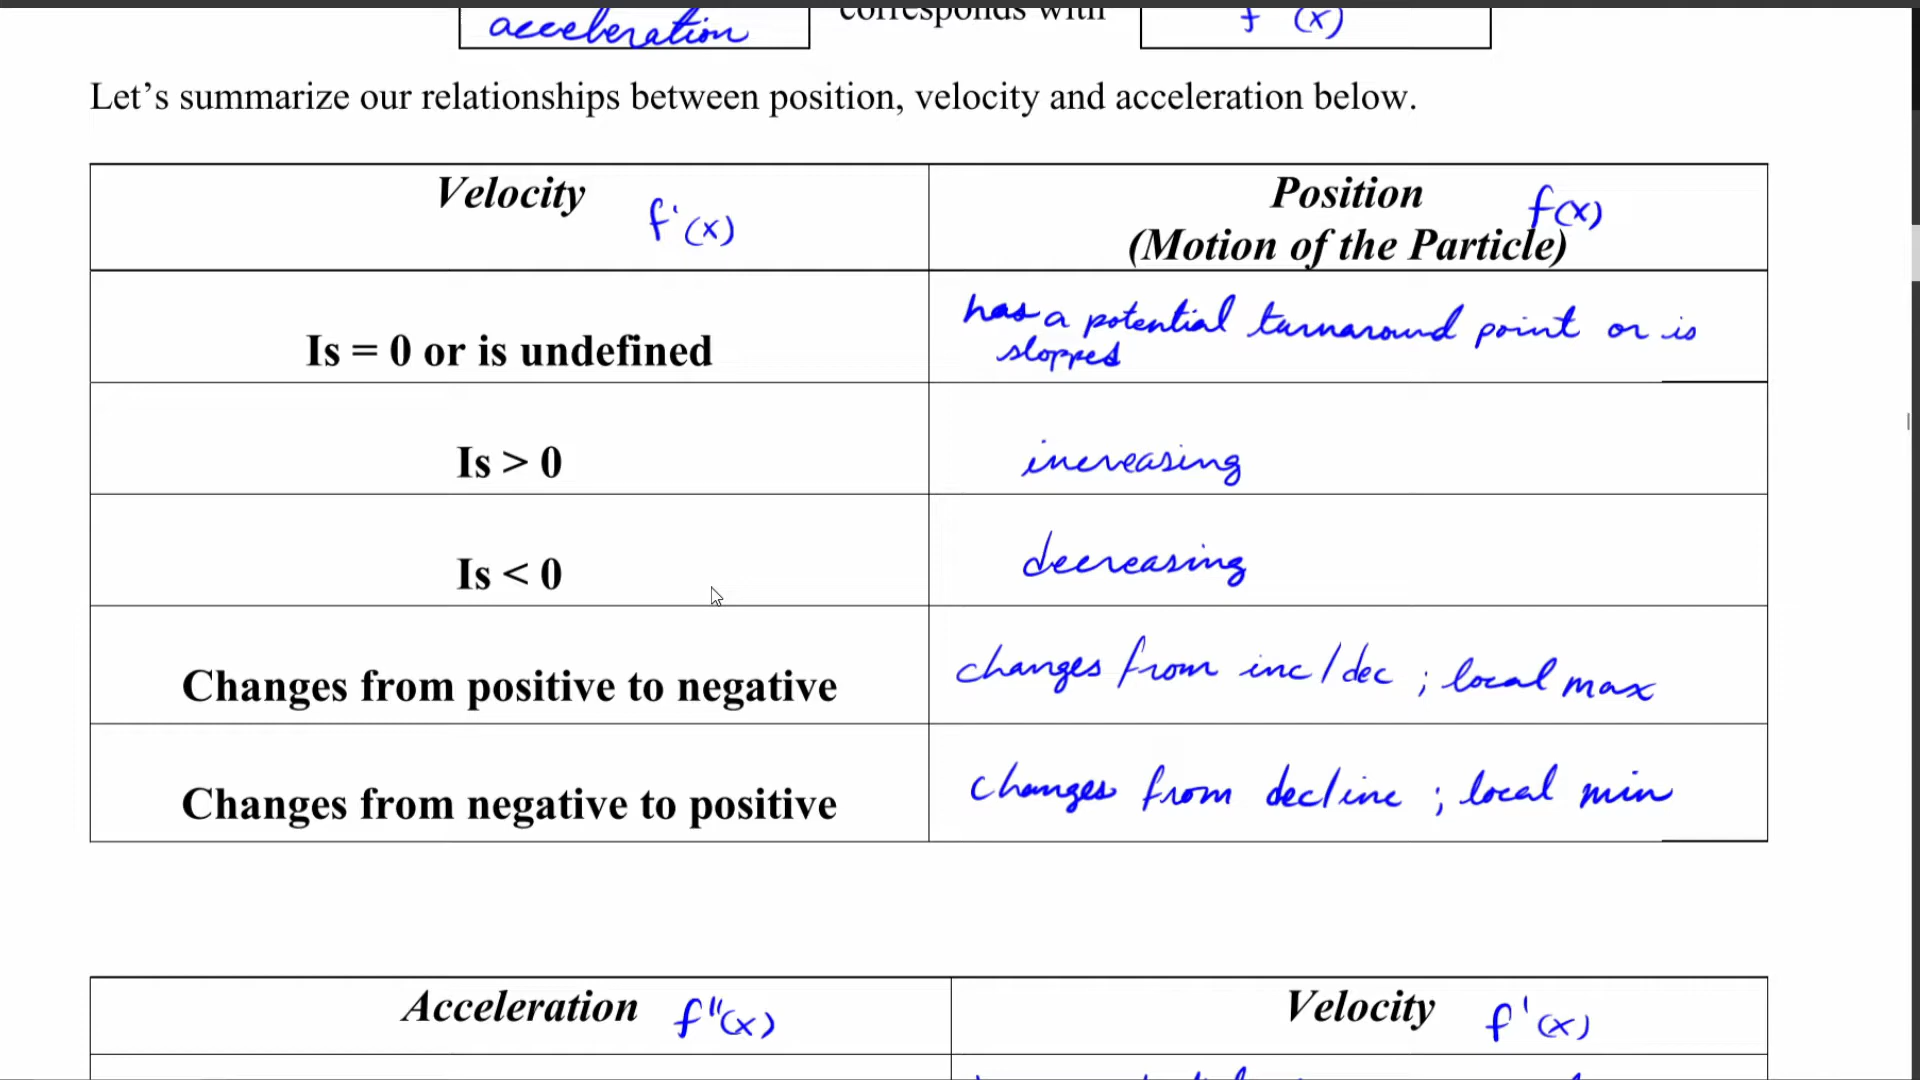 acceleration corresponds with f (x)
Let’s summarize our relationships between position, velocity and acceleration below.
Velocity f'(x)
Position f(x)
(Motion of the Particle)
Is = 0 or is undefined
has a potential turnaround point or is
stopped
Is > 0
increasing
Is < 0
decreasing
Changes from positive to negative
changes from inc/dec ; local max
Changes from negative to positive
changes from dec/inc ; local min
Acceleration f"(x)
Velocity f'(x)